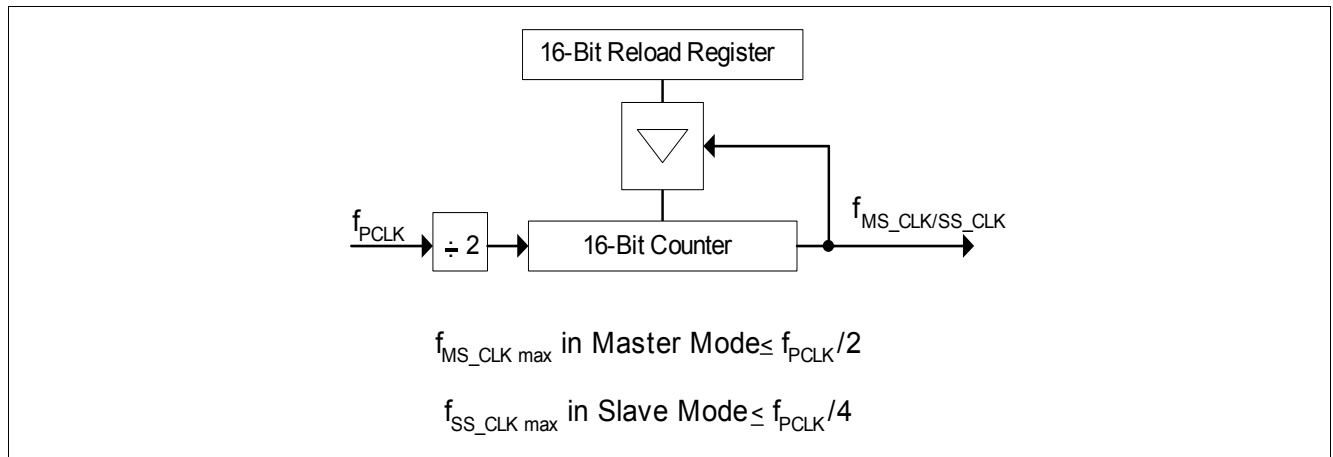 16-Bit Reload Register
f_PCLK
÷ 2
16-Bit Counter
f_MS_CLK/SS_CLK
f_MS_CLK max in Master Mode ≤ f_PCLK/2
f_SS_CLK max in Slave Mode ≤ f_PCLK/4